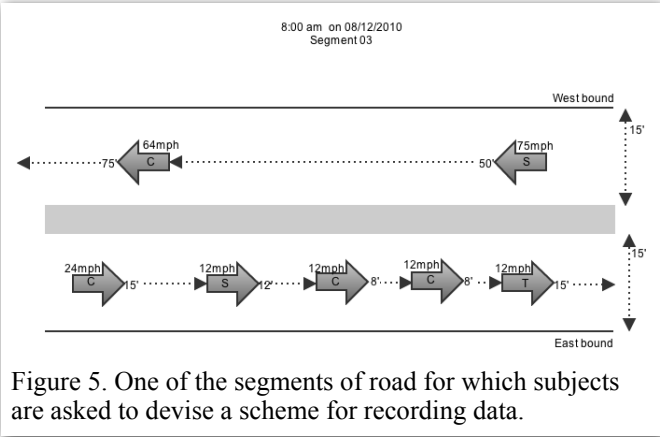 8:00 am on 08/12/2010
Segment 03
West bound
15'
64mph
75mph
75'
C
50'
S
15'
24mph
12mph
12mph
12mph
12mph
C
15'
S
12'
C
8'
C
8'
T
15'
East bound
Figure 5. One of the segments of road for which subjects
are asked to devise a scheme for recording data.